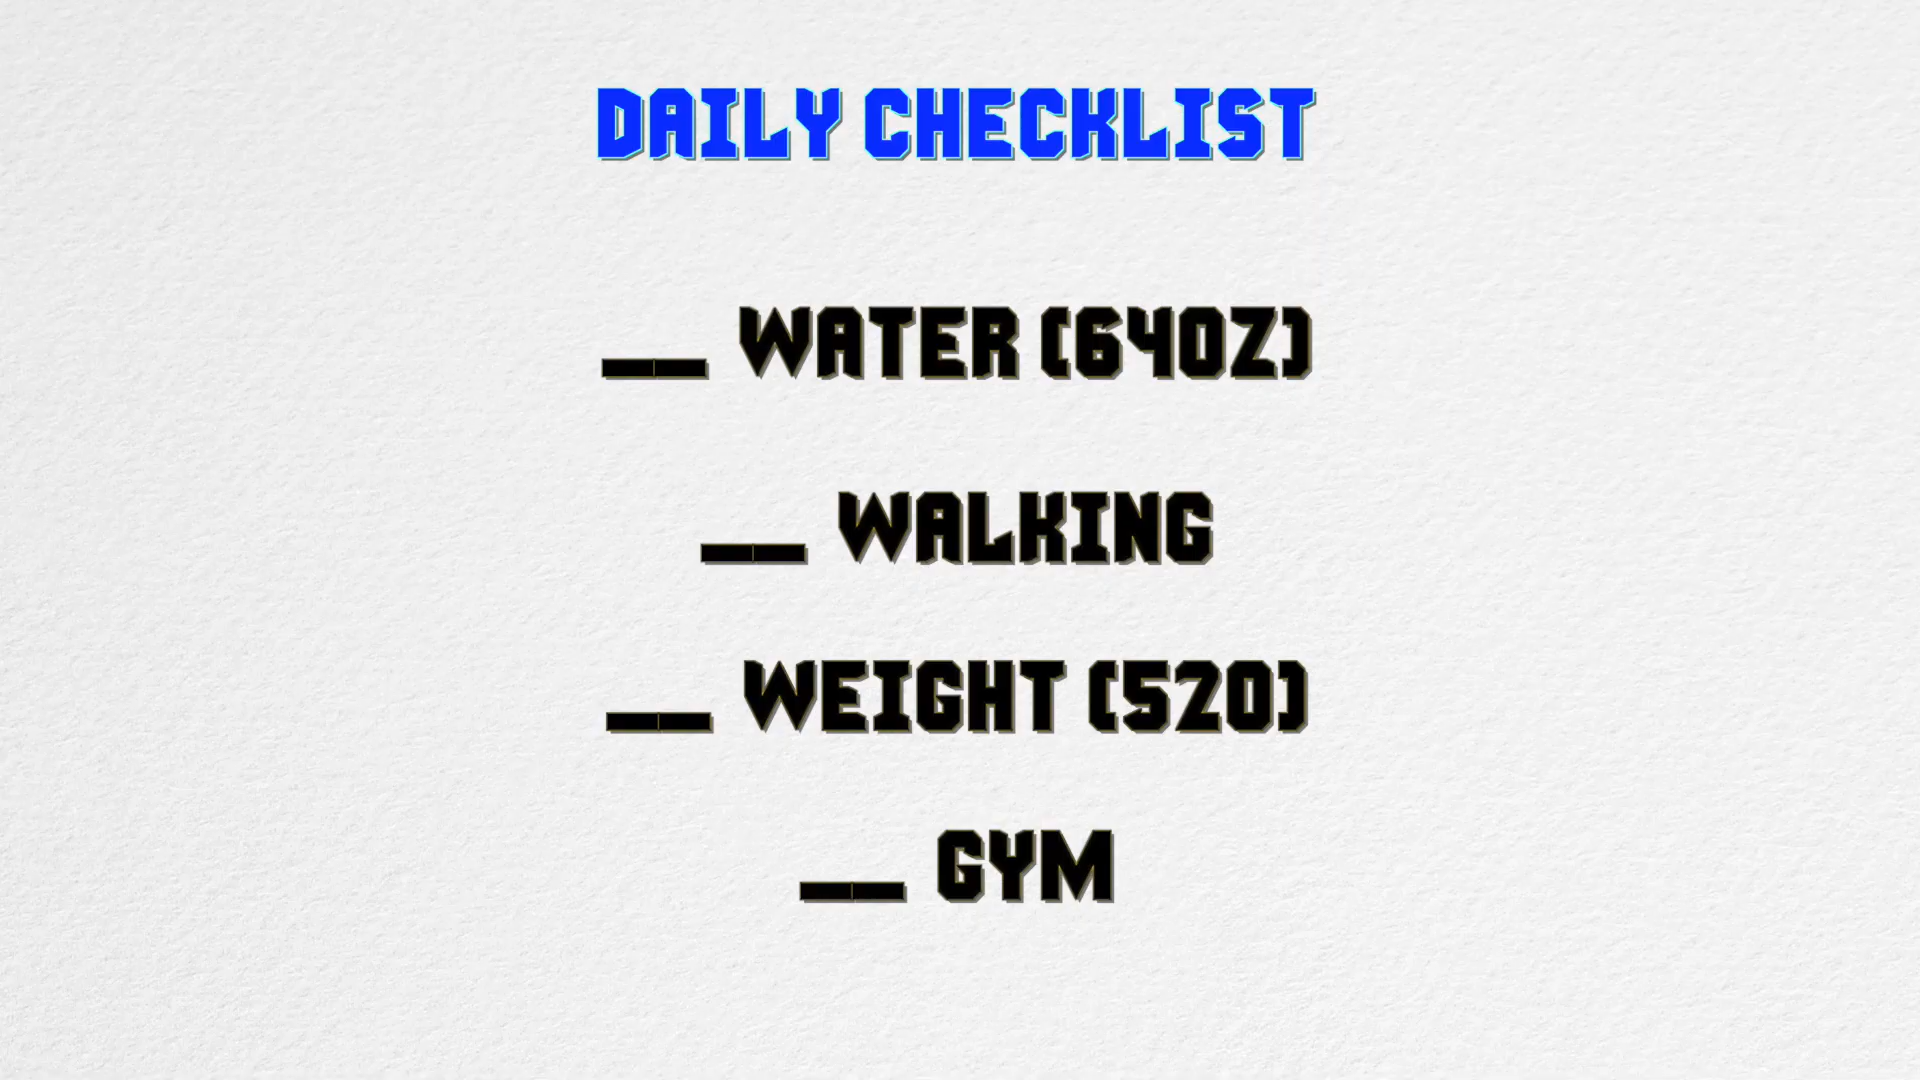 DAILY CHECKLIST
__ WATER (64OZ)
__ WALKING
__ WEIGHT (520)
__ GYM